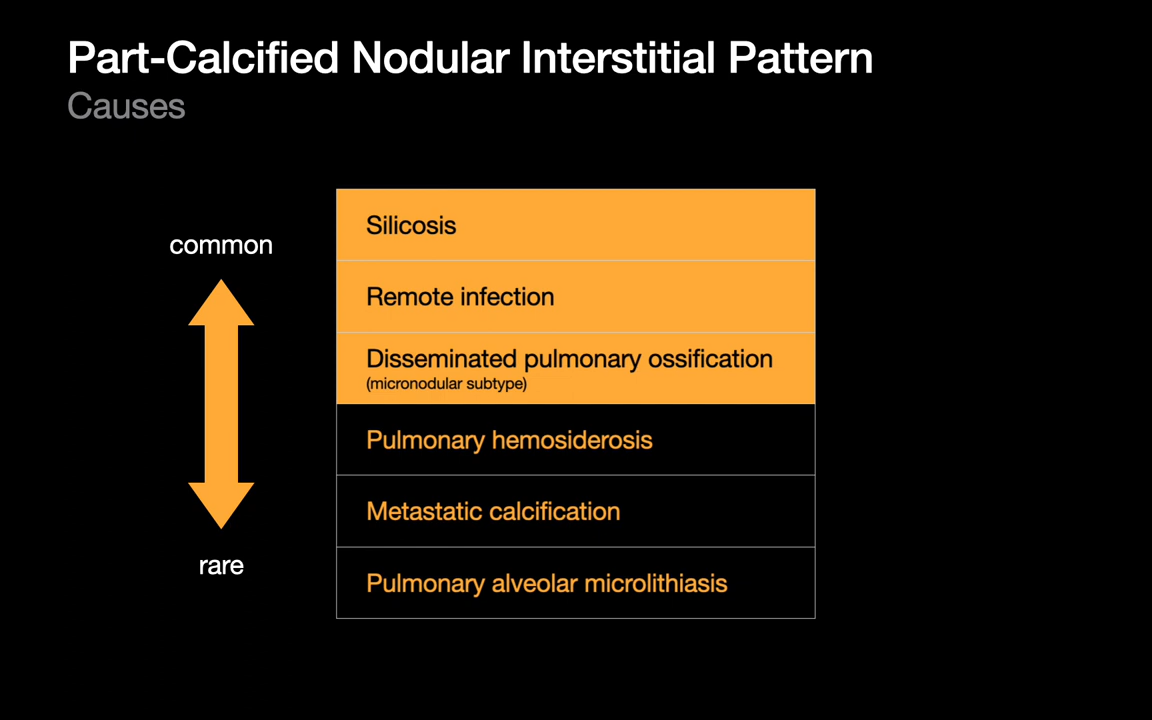 Part-Calcified Nodular Interstitial Pattern
Causes
common
Silicosis
Remote infection
Disseminated pulmonary ossification
(micronodular subtype)
Pulmonary hemosiderosis
Metastatic calcification
Pulmonary alveolar microlithiasis
rare